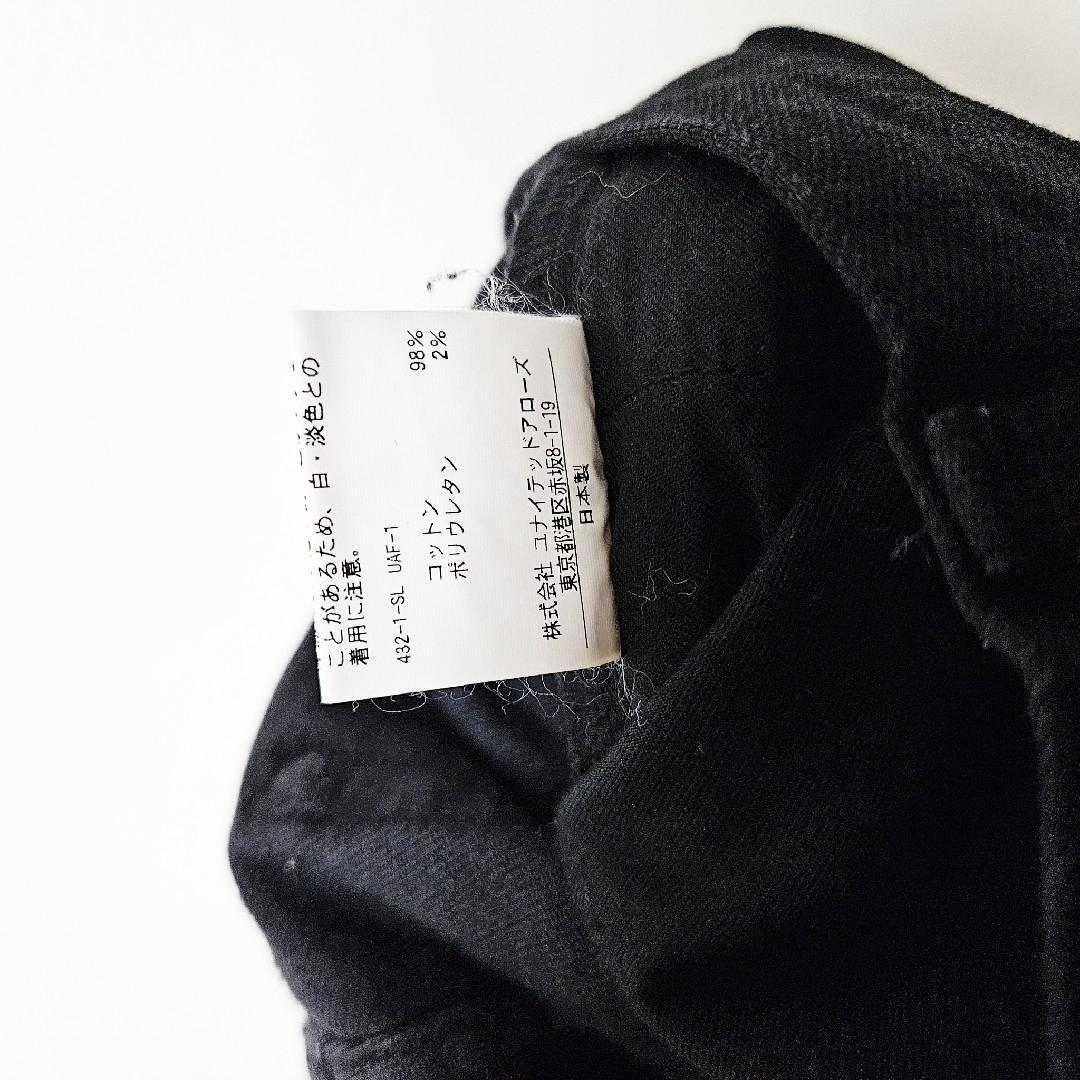 ことがあるため、白・淡色との
着用に注意。
432-1-SL UAF-1
コットン 98%
ポリウレタン 2%
株式会社 ユナイテッドアローズ
東京都港区赤坂8-1-19
日本製